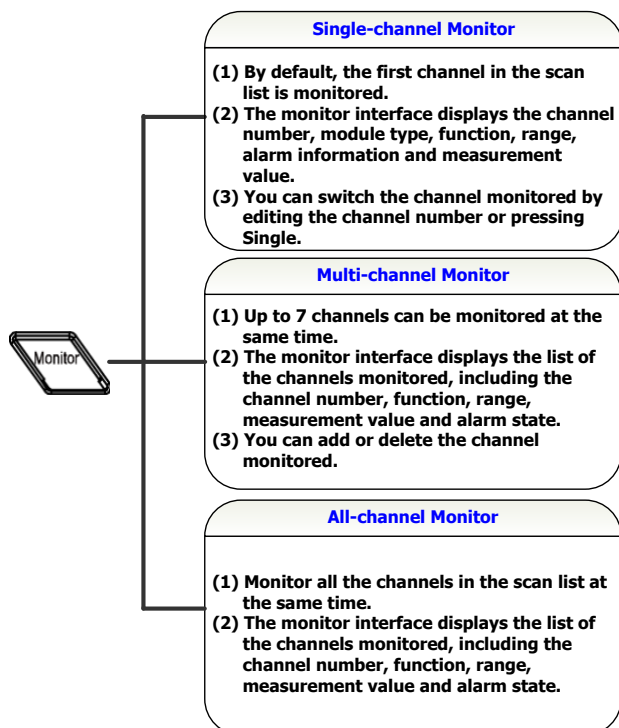 Single-channel Monitor
(1) By default, the first channel in the scan
list is monitored.
(2) The monitor interface displays the channel
number, module type, function, range,
alarm information and measurement
value.
(3) You can switch the channel monitored by
editing the channel number or pressing
Single.
Multi-channel Monitor
(1) Up to 7 channels can be monitored at the
same time.
(2) The monitor interface displays the list of
the channels monitored, including the
channel number, function, range,
measurement value and alarm state.
(3) You can add or delete the channel
monitored.
Monitor
All-channel Monitor
(1) Monitor all the channels in the scan list at
the same time.
(2) The monitor interface displays the list of
the channels monitored, including the
channel number, function, range,
measurement value and alarm state.